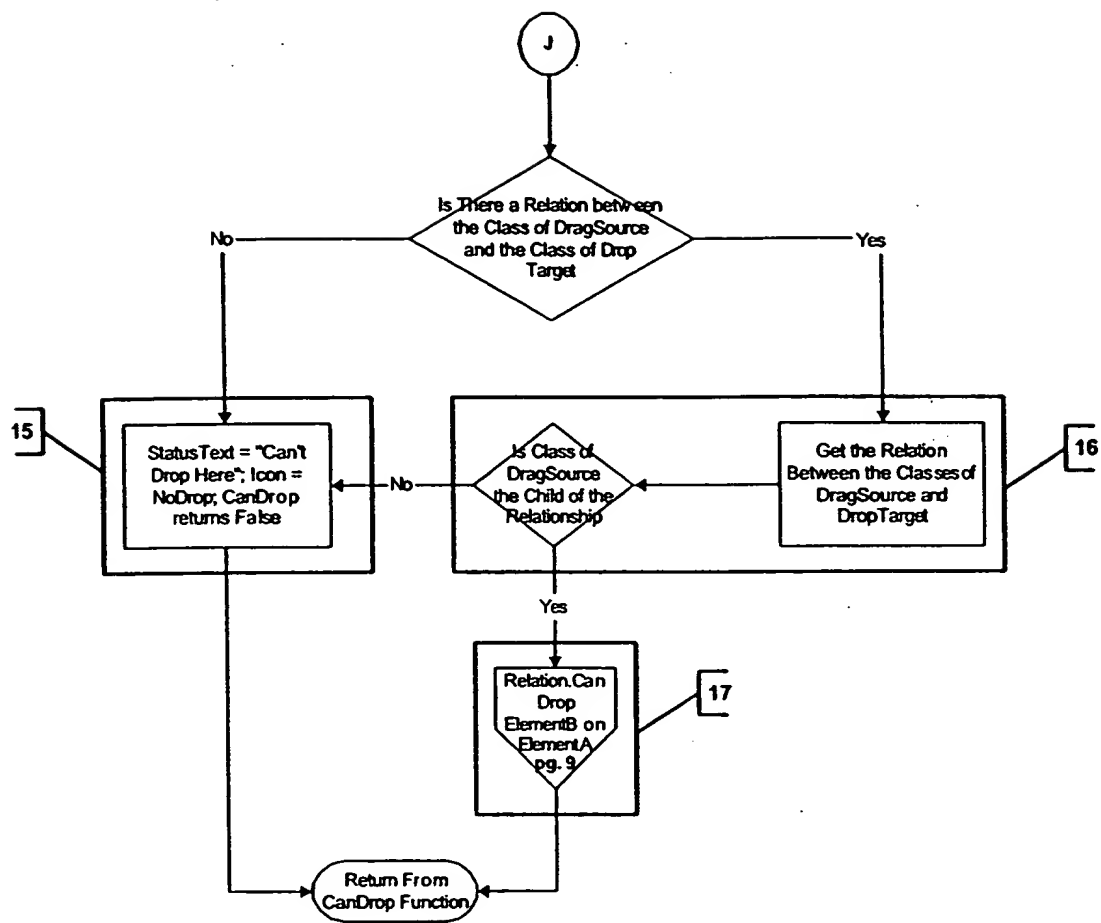 J
Is There a Relation between
the Class of DragSource
and the Class of Drop
Target
No
Yes
15
StatusText = "Can't
Drop Here"; Icon =
NoDrop; CanDrop
returns False
No
Is Class of
DragSource
the Child of the
Relationship
Get the Relation
Between the Classes of
DragSource and
DropTarget
16
Yes
Relation.Can
Drop
ElementB on
ElementA
pg. 9
17
Return From
CanDrop Function